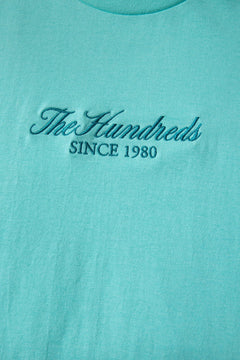 The Hundreds
SINCE 1980